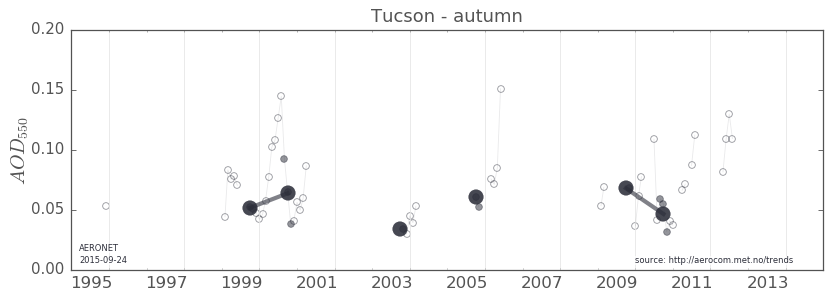 Tucson - autumn
0.20
0.15
0.10
0.05
0.00
AOD550
AERONET
2015-09-24
source: http://aerocom.met.no/trends
1995 1997 1999 2001 2003 2005 2007 2009 2011 2013